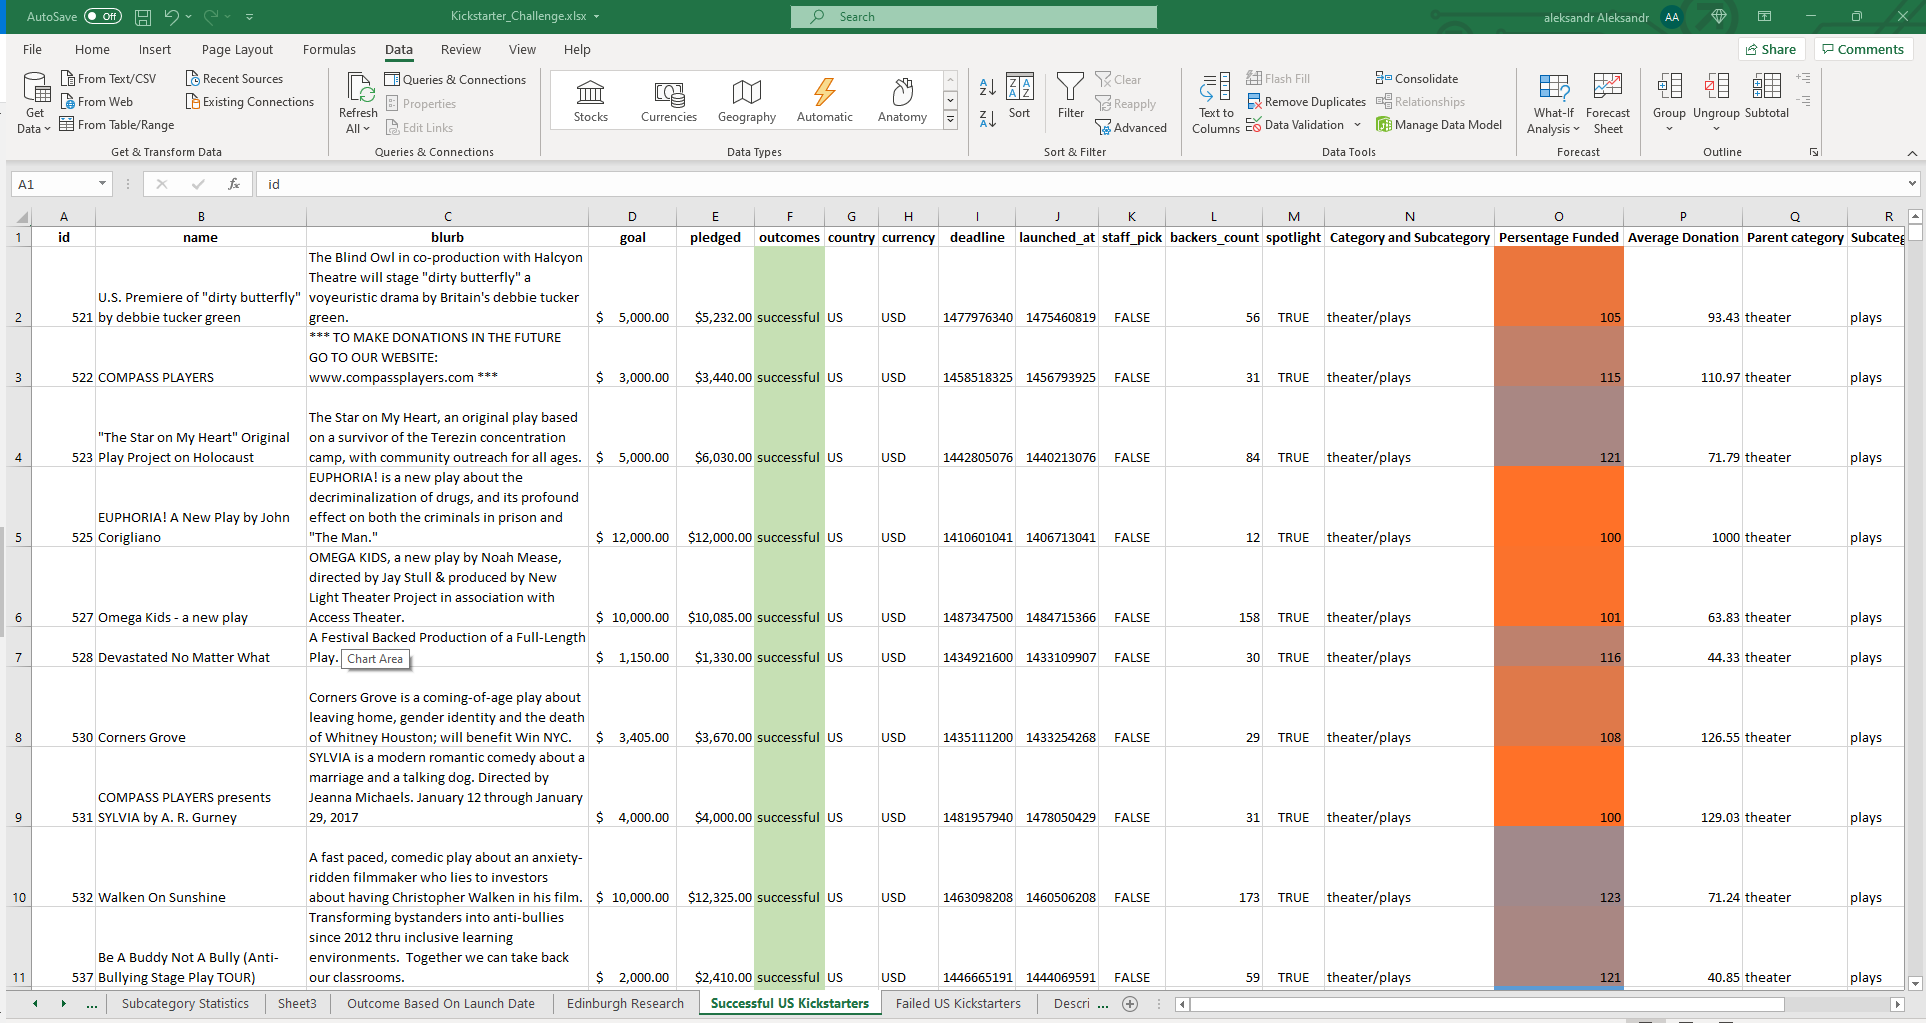 AutoSave Off Kickstarter_Challenge.xlsx Search aleksandr Aleksandr AA
File Home Insert Page Layout Formulas Data Review View Help Share Comments
Get Data From Text/CSV From Web From Table/Range Recent Sources Existing Connections
Get & Transform Data
Refresh All Queries & Connections Properties Edit Links
Queries & Connections
Stocks Currencies Geography Automatic Anatomy
Data Types
Sort Filter Clear Reapply Advanced
Sort & Filter
Text to Columns Flash Fill Remove Duplicates Data Validation Consolidate Relationships Manage Data Model
Data Tools
What-If Analysis Forecast Sheet
Forecast
Group Ungroup Subtotal
Outline
A1 fx id
A B C D E F G H I J K L M N O P Q R
1 id name blurb goal pledged outcomes country currency deadline launched_at staff_pick backers_count spotlight Category and Subcategory Persentage Funded Average Donation Parent category Subcateg
The Blind Owl in co-production with Halcyon
Theatre will stage "dirty butterfly" a
U.S. Premiere of "dirty butterfly" voyeuristic drama by Britain's debbie tucker
2 521 by debbie tucker green green. $ 5,000.00 $5,232.00 successful US USD 1477976340 1475460819 FALSE 56 TRUE theater/plays 105 93.43 theater plays
*** TO MAKE DONATIONS IN THE FUTURE
GO TO OUR WEBSITE:
3 522 COMPASS PLAYERS www.compassplayers.com *** $ 3,000.00 $3,440.00 successful US USD 1458518325 1456793925 FALSE 31 TRUE theater/plays 115 110.97 theater plays
The Star on My Heart, an original play based
"The Star on My Heart" Original on a survivor of the Terezin concentration
4 523 Play Project on Holocaust camp, with community outreach for all ages. $ 5,000.00 $6,030.00 successful US USD 1442805076 1440213076 FALSE 84 TRUE theater/plays 121 71.79 theater plays
EUPHORIA! is a new play about the
decriminalization of drugs, and its profound
EUPHORIA! A New Play by John effect on both the criminals in prison and
5 525 Corigliano "The Man." $ 12,000.00 $12,000.00 successful US USD 1410601041 1406713041 FALSE 12 TRUE theater/plays 100 1000 theater plays
OMEGA KIDS, a new play by Noah Mease,
directed by Jay Stull & produced by New
Light Theater Project in association with
6 527 Omega Kids - a new play Access Theater. $ 10,000.00 $10,085.00 successful US USD 1487347500 1484715366 FALSE 158 TRUE theater/plays 101 63.83 theater plays
A Festival Backed Production of a Full-Length
7 528 Devastated No Matter What Play. Chart Area $ 1,150.00 $1,330.00 successful US USD 1434921600 1433109907 FALSE 30 TRUE theater/plays 116 44.33 theater plays
Corners Grove is a coming-of-age play about
leaving home, gender identity and the death
8 530 Corners Grove of Whitney Houston; will benefit Win NYC. $ 3,405.00 $3,670.00 successful US USD 1435111200 1433254268 FALSE 29 TRUE theater/plays 108 126.55 theater plays
SYLVIA is a modern romantic comedy about a
marriage and a talking dog. Directed by
COMPASS PLAYERS presents Jeanna Michaels. January 12 through January
9 531 SYLVIA by A. R. Gurney 29, 2017 $ 4,000.00 $4,000.00 successful US USD 1481957940 1478050429 FALSE 31 TRUE theater/plays 100 129.03 theater plays
A fast paced, comedic play about an anxiety-
ridden filmmaker who lies to investors
10 532 Walken On Sunshine about having Christopher Walken in his film. $ 10,000.00 $12,325.00 successful US USD 1463098208 1460506208 FALSE 173 TRUE theater/plays 123 71.24 theater plays
Transforming bystanders into anti-bullies
since 2012 thru inclusive learning
Be A Buddy Not A Bully (Anti- environments. Together we can take back
11 537 Bullying Stage Play TOUR) our classrooms. $ 2,000.00 $2,410.00 successful US USD 1446665191 1444069591 FALSE 59 TRUE theater/plays 121 40.85 theater plays
... Subcategory Statistics Sheet3 Outcome Based On Launch Date Edinburgh Research Successful US Kickstarters Failed US Kickstarters Descri ...